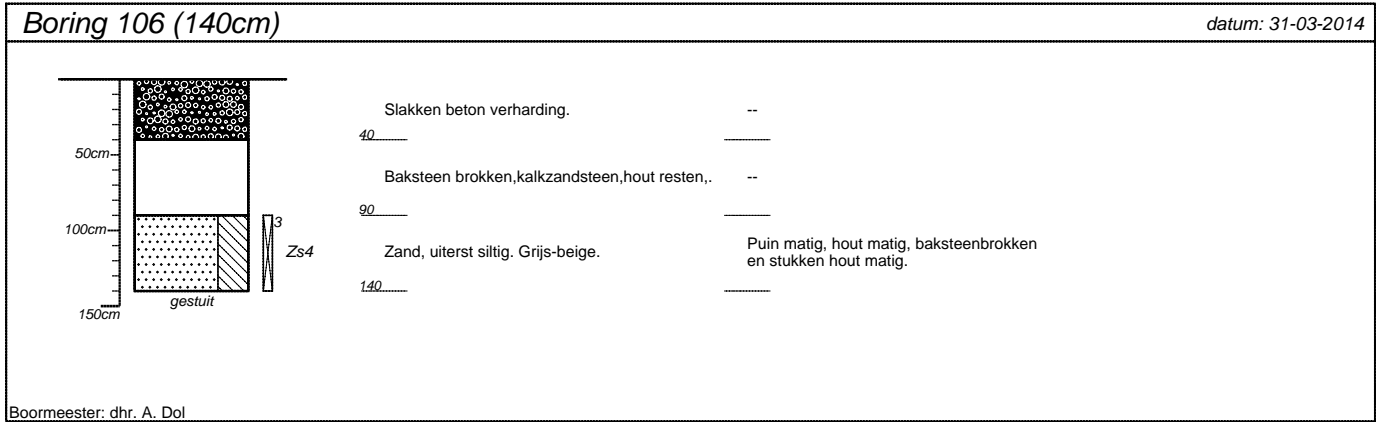 Boring 106 (140cm)
datum: 31-03-2014
Slakken beton verharding.
--
40
50cm
Baksteen brokken,kalkzandsteen,hout resten,.
--
90
3
100cm
Zs4
Zand, uiterst siltig. Grijs-beige.
Puin matig, hout matig, baksteenbrokken
en stukken hout matig.
140
gestuit
150cm
Boormeester: dhr. A. Dol